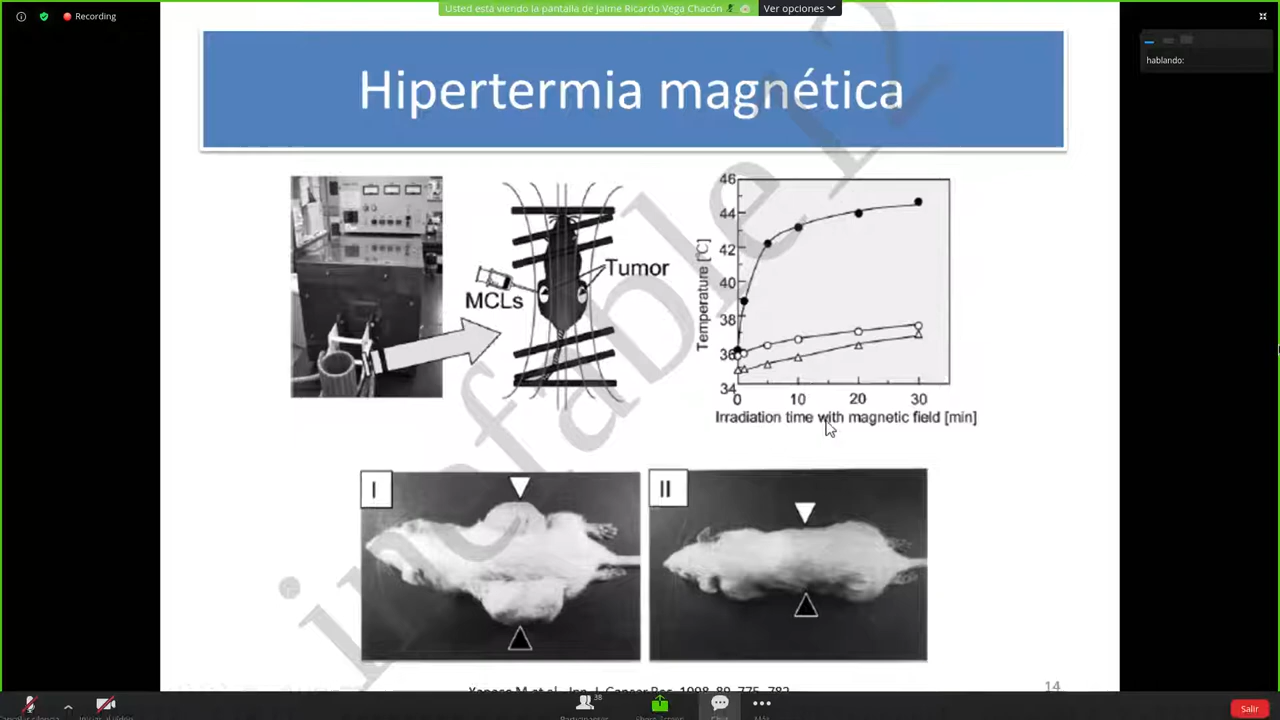 Recording
Usted está viendo la pantalla de Jaime Ricardo Vega Chacón
Ver opciones
hablando:
Hipertermia magnética
MCLs
Tumor
Temperature [℃]
46
44
42
40
38
36
34
0 10 20 30
Irradiation time with magnetic field [min]
I
II
14
38
Salir